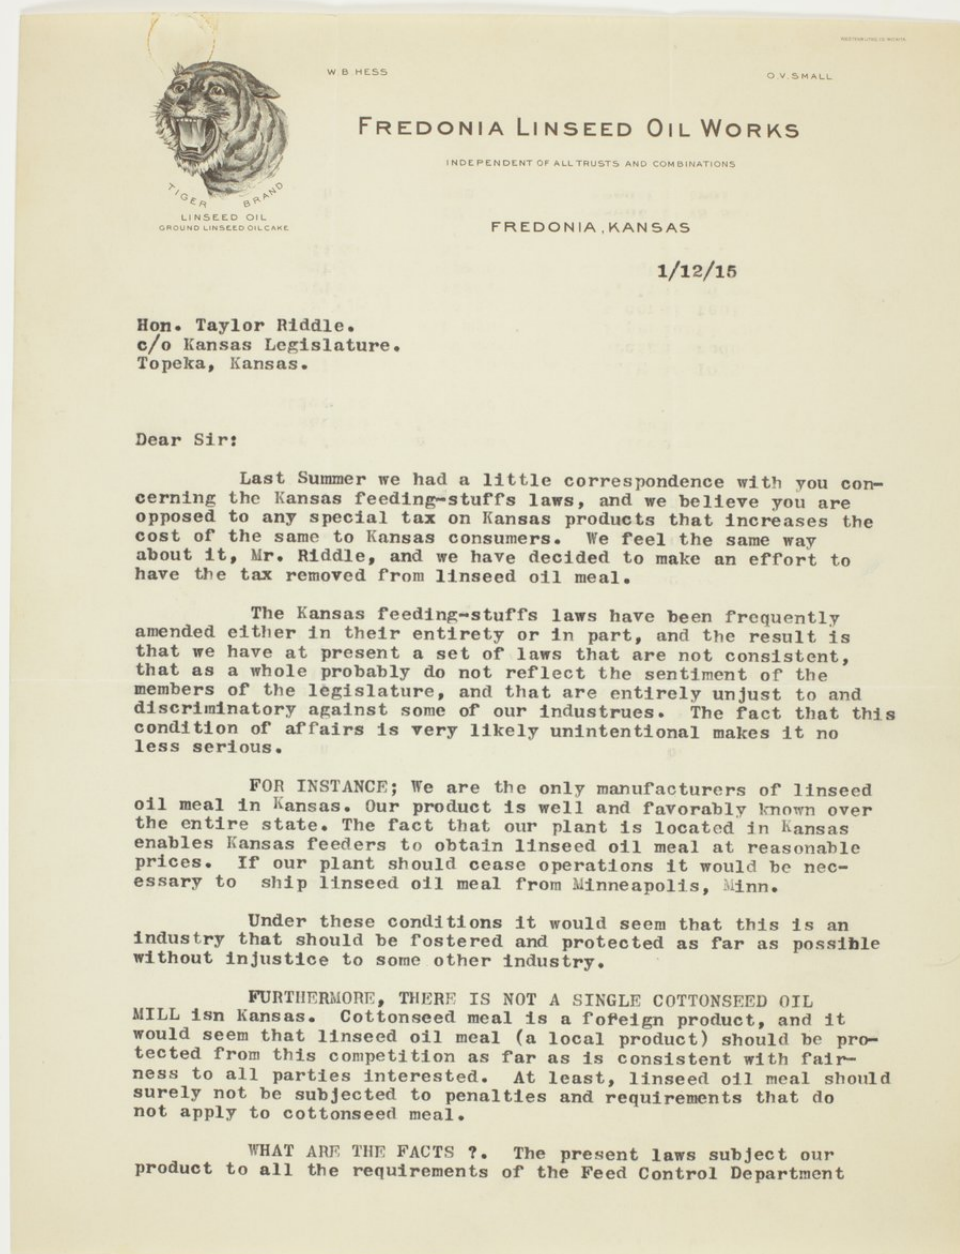 W. B. HESS
O. V. SMALL
FREDONIA LINSEED OIL WORKS
INDEPENDENT OF ALL TRUSTS AND COMBINATIONS
TIGER BRAND
LINSEED OIL
GROUND LINSEED OIL CAKE
FREDONIA, KANSAS
1/12/15
Hon. Taylor Riddle.
c/o Kansas Legislature.
Topeka, Kansas.
Dear Sir:
Last Summer we had a little correspondence with you con-
cerning the Kansas feeding-stuffs laws, and we believe you are
opposed to any special tax on Kansas products that increases the
cost of the same to Kansas consumers. We feel the same way
about it, Mr. Riddle, and we have decided to make an effort to
have the tax removed from linseed oil meal.
The Kansas feeding-stuffs laws have been frequently
amended either in their entirety or in part, and the result is
that we have at present a set of laws that are not consistent,
that as a whole probably do not reflect the sentiment of the
members of the legislature, and that are entirely unjust to and
discriminatory against some of our industrues. The fact that this
condition of affairs is very likely unintentional makes it no
less serious.
FOR INSTANCE; We are the only manufacturers of linseed
oil meal in Kansas. Our product is well and favorably known over
the entire state. The fact that our plant is located in Kansas
enables Kansas feeders to obtain linseed oil meal at reasonable
prices. If our plant should cease operations it would be nec-
essary to ship linseed oil meal from Minneapolis, Minn.
Under these conditions it would seem that this is an
industry that should be fostered and protected as far as possible
without injustice to some other industry.
FURTHERMORE, THERE IS NOT A SINGLE COTTONSEED OIL
MILL isn Kansas. Cottonseed meal is a foreign product, and it
would seem that linseed oil meal (a local product) should be pro-
tected from this competition as far as is consistent with fair-
ness to all parties interested. At least, linseed oil meal should
surely not be subjected to penalties and requirements that do
not apply to cottonseed meal.
WHAT ARE THE FACTS ?. The present laws subject our
product to all the requirements of the Feed Control Department